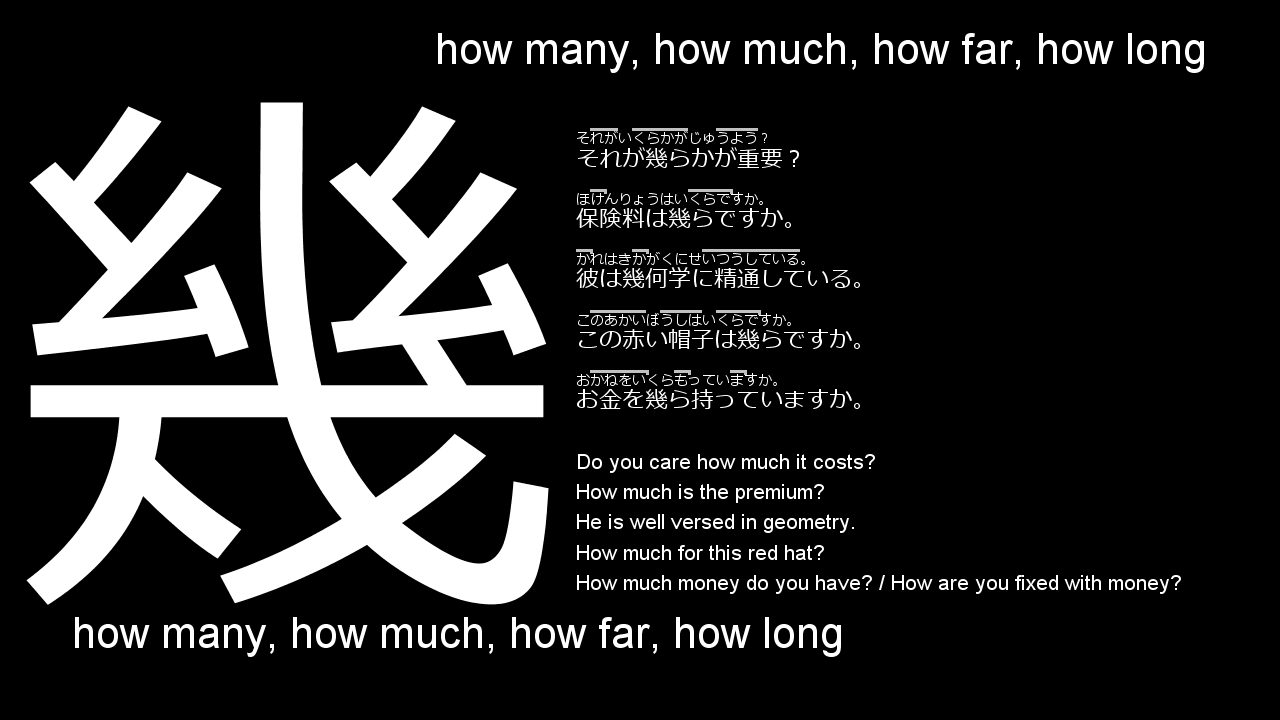 how many, how much, how far, how long
幾
それがいくらかがじゅうよう？
それが幾らかが重要？
ほけんりょうはいくらですか。
保険料は幾らですか。
かれはきかがくにせいつうしている。
彼は幾何学に精通している。
このあかいぼうしはいくらですか。
この赤い帽子は幾らですか。
おかねをいくらもっていますか。
お金を幾ら持っていますか。
Do you care how much it costs?
How much is the premium?
He is well versed in geometry.
How much for this red hat?
How much money do you have? / How are you fixed with money?
how many, how much, how far, how long